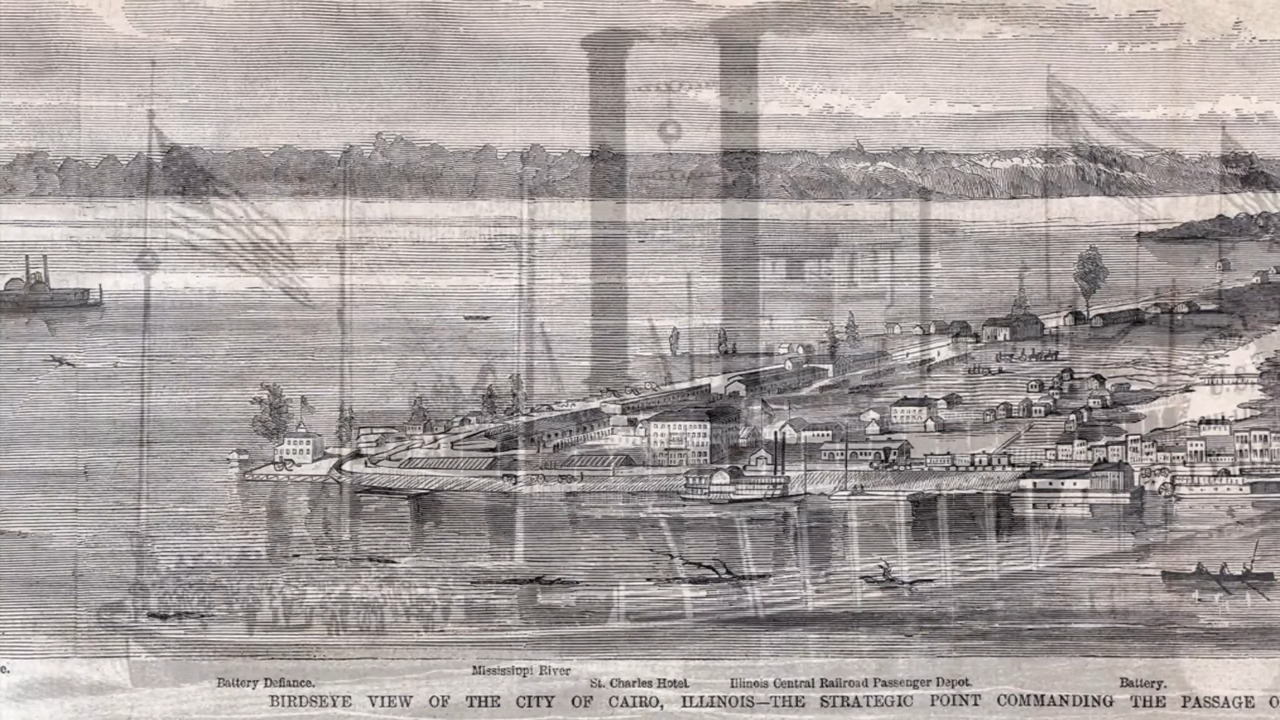 e.
Mississippi River
Battery Defiance.
St. Charles Hotel.
Illinois Central Railroad Passenger Depot.
Battery.
BIRDSEYE VIEW OF THE CITY OF CAIRO, ILLINOIS—THE STRATEGIC POINT COMMANDING THE PASSAGE O